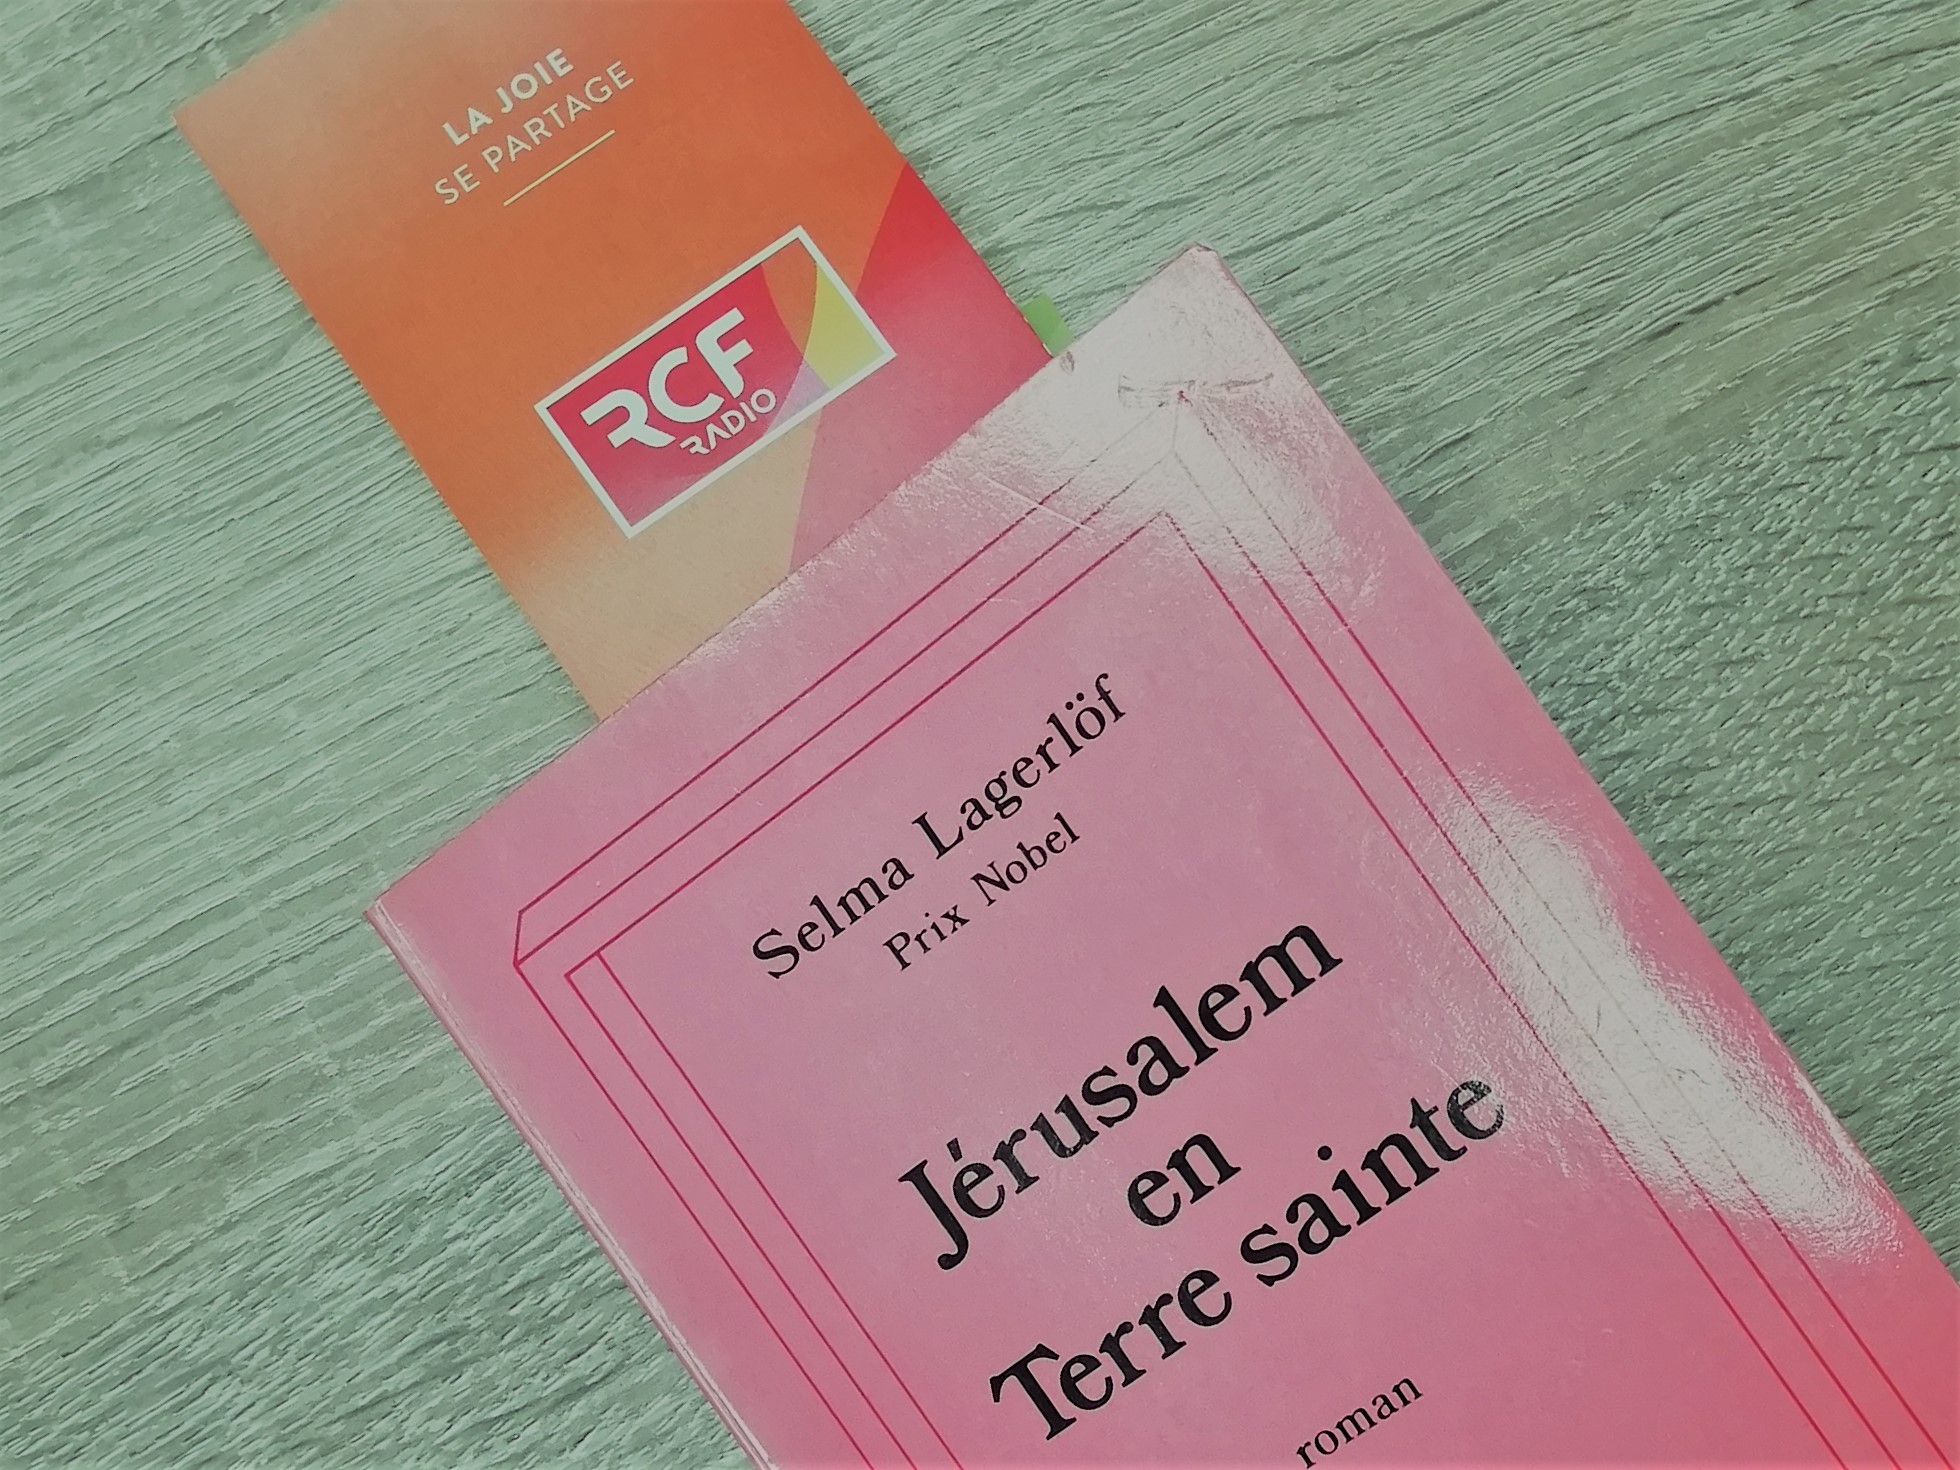 LA JOIE
SE PARTAGE
RCF
RADIO
Selma Lagerlöf
Prix Nobel
Jérusalem
en
Terre sainte
roman